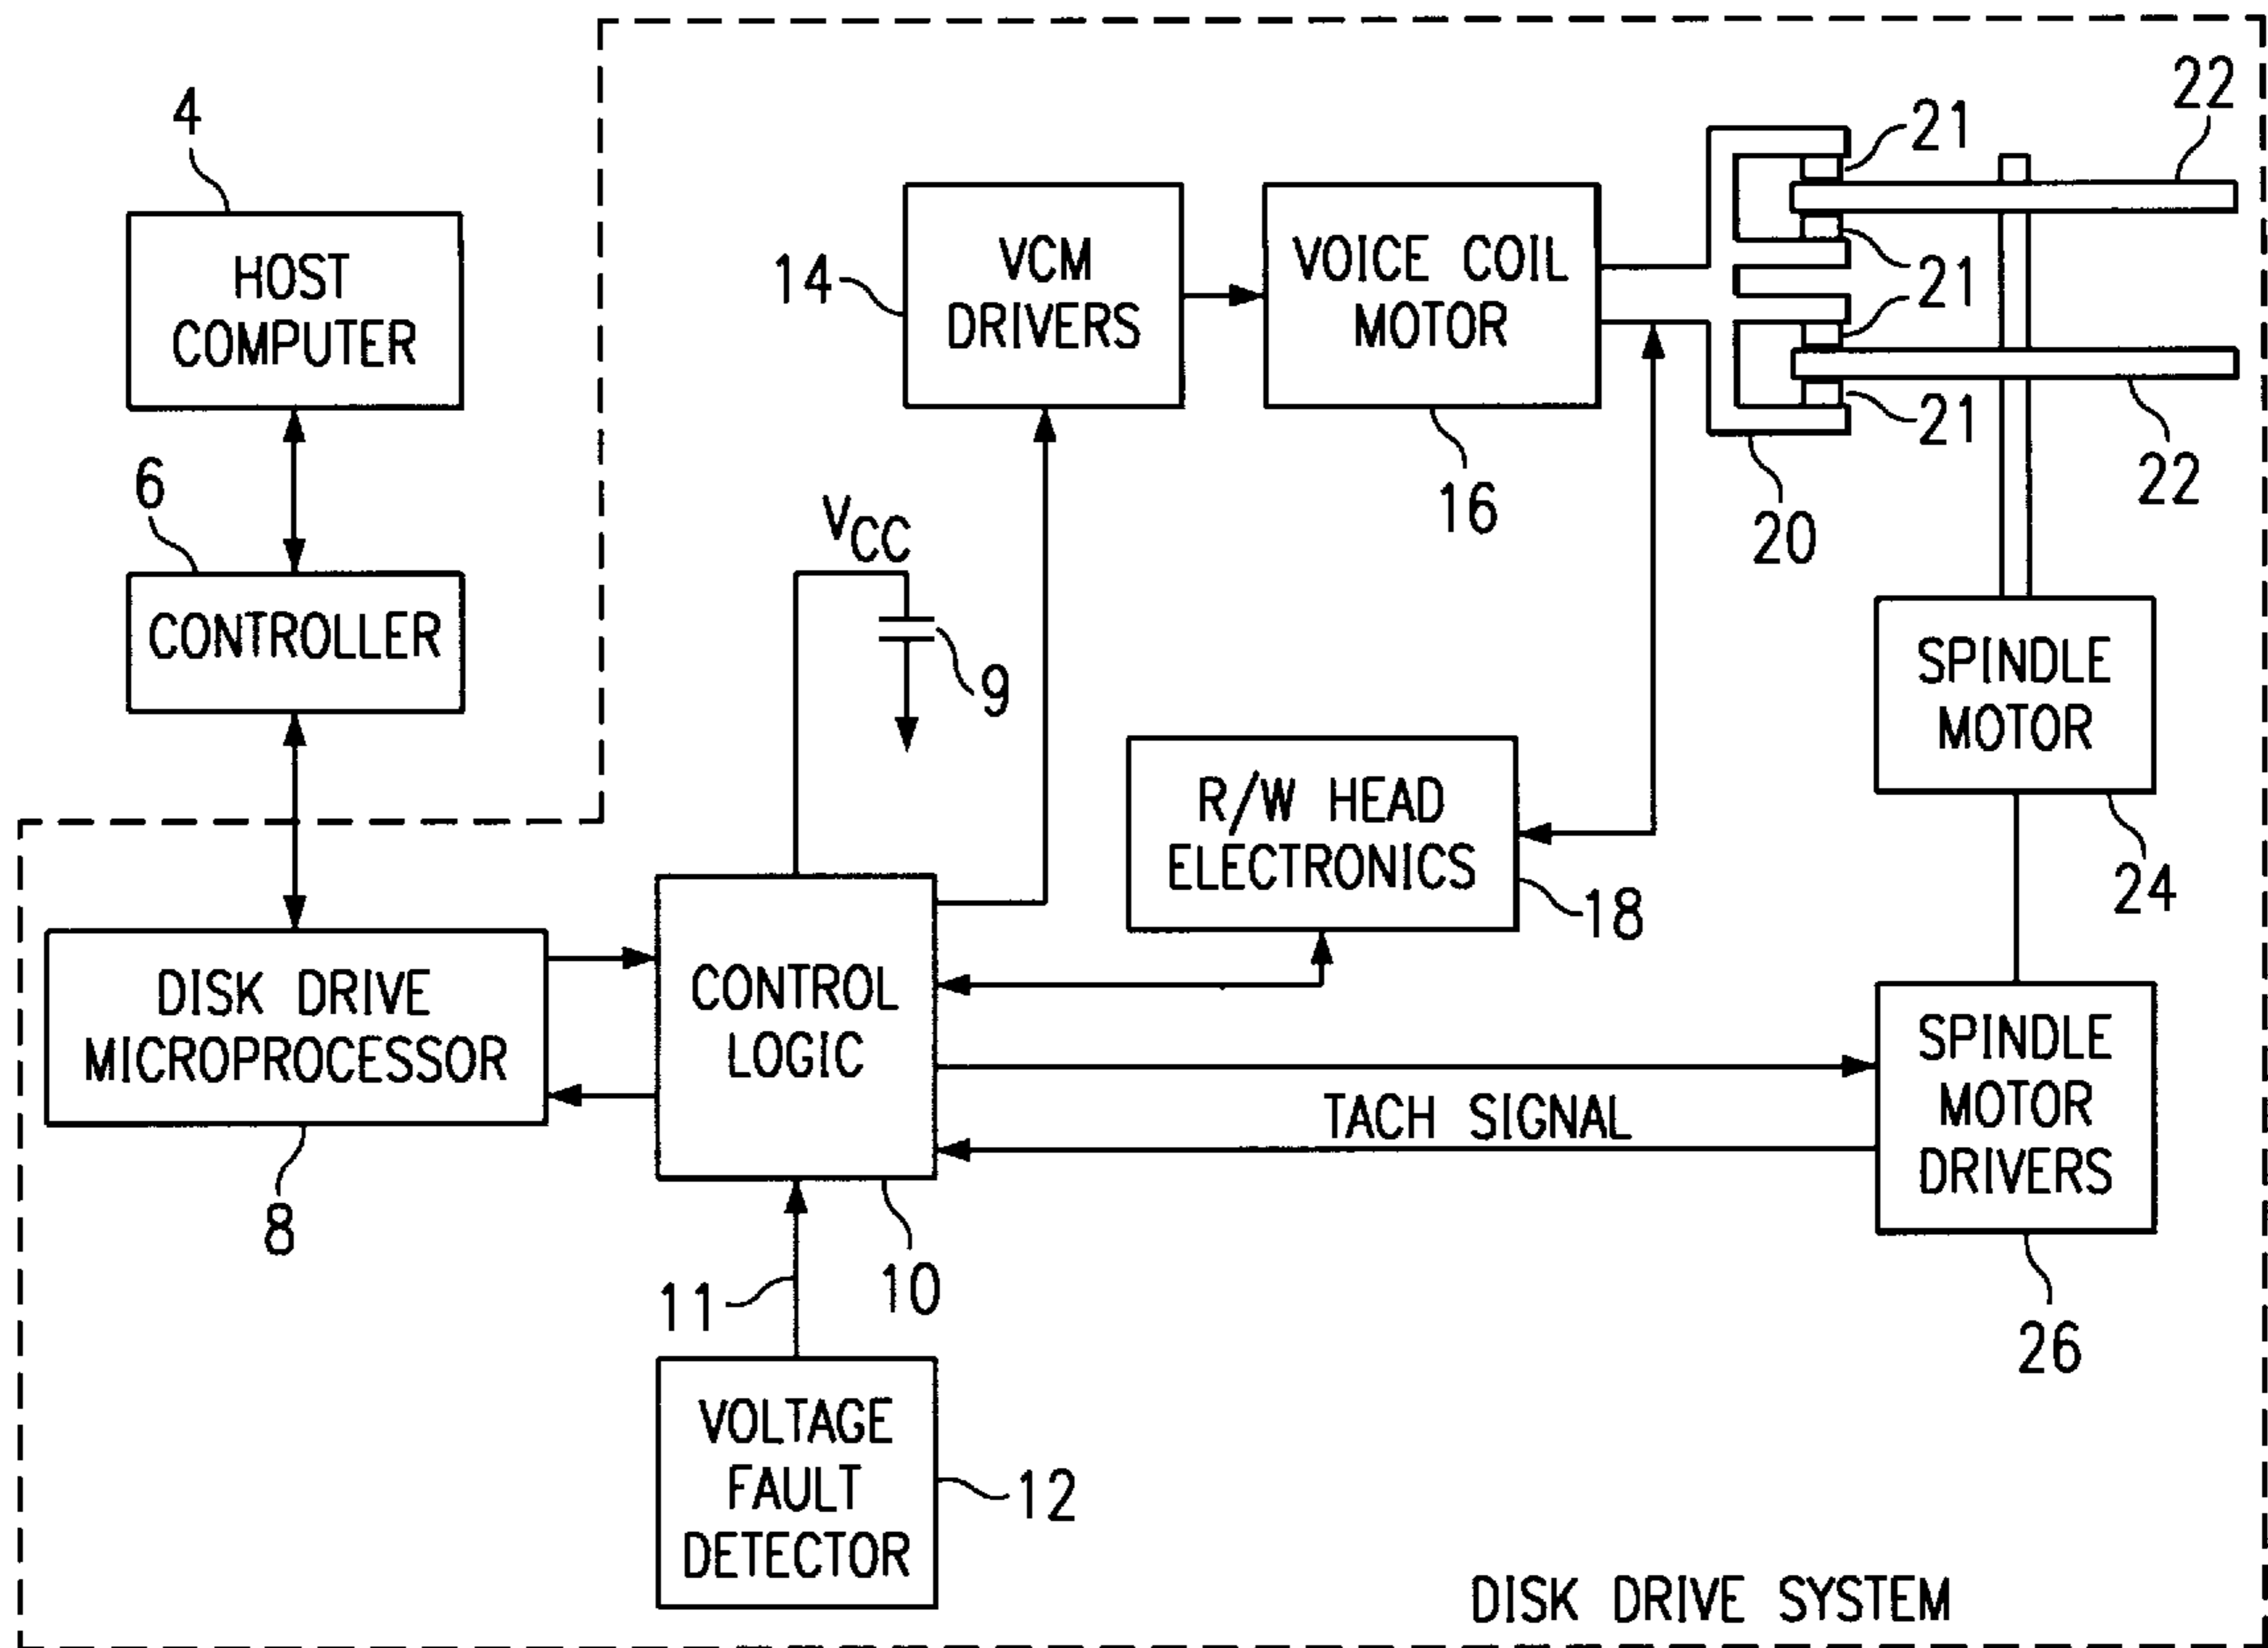 4
HOST
COMPUTER
6
CONTROLLER
DISK DRIVE
MICROPROCESSOR
8
VCC
9
CONTROL
LOGIC
10
11
VOLTAGE
FAULT
DETECTOR
12
14
VCM
DRIVERS
VOICE COIL
MOTOR
16
R/W HEAD
ELECTRONICS
18
20
21
21
21
21
22
22
SPINDLE
MOTOR
24
SPINDLE
MOTOR
DRIVERS
26
TACH SIGNAL
DISK DRIVE SYSTEM